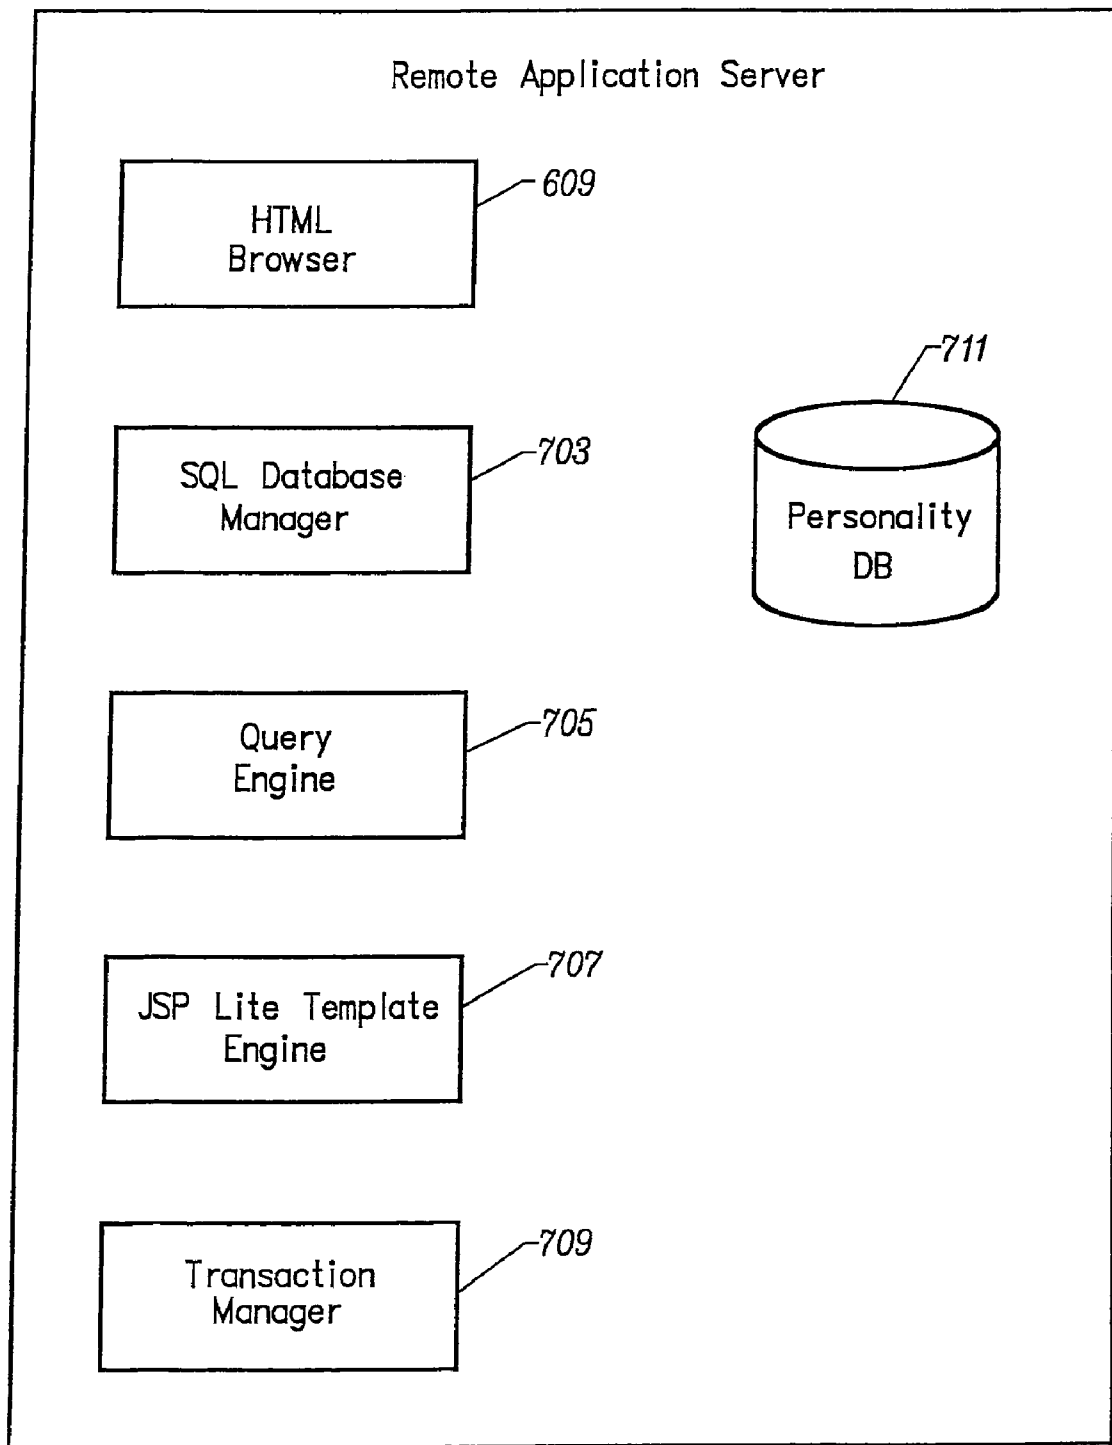 Remote Application Server
609
HTML
Browser
711
703
SQL Database
Manager
Personality
DB
705
Query
Engine
707
JSP Lite Template
Engine
709
Transaction
Manager